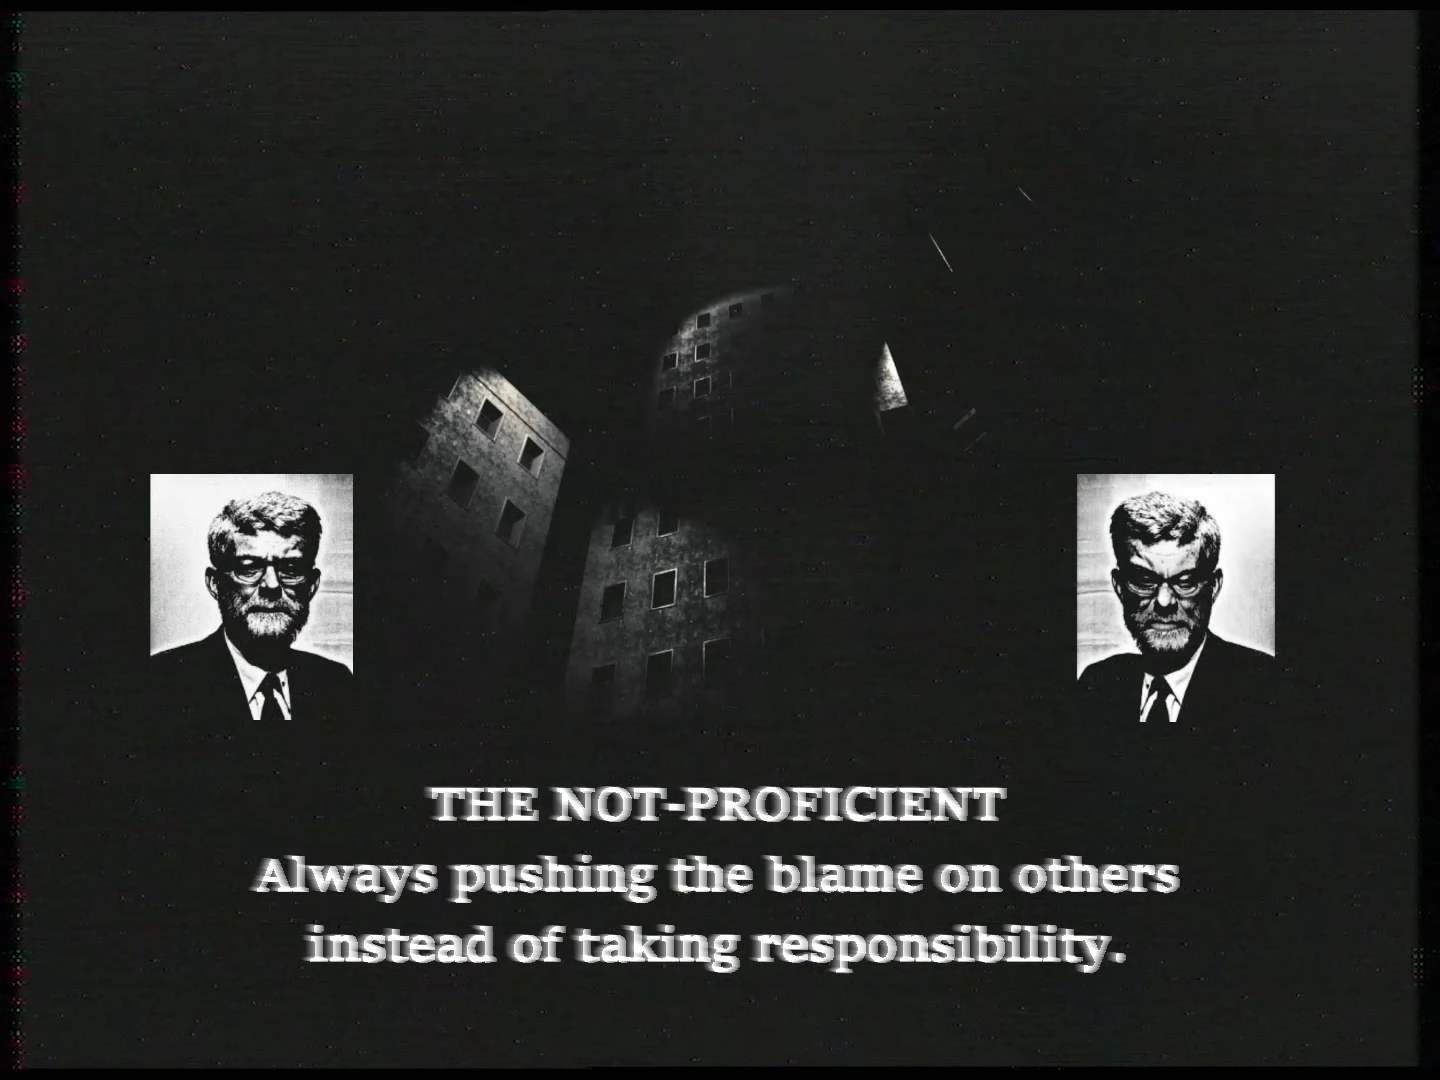 THE NOT-PROFICIENT
Always pushing the blame on others
instead of taking responsibility.